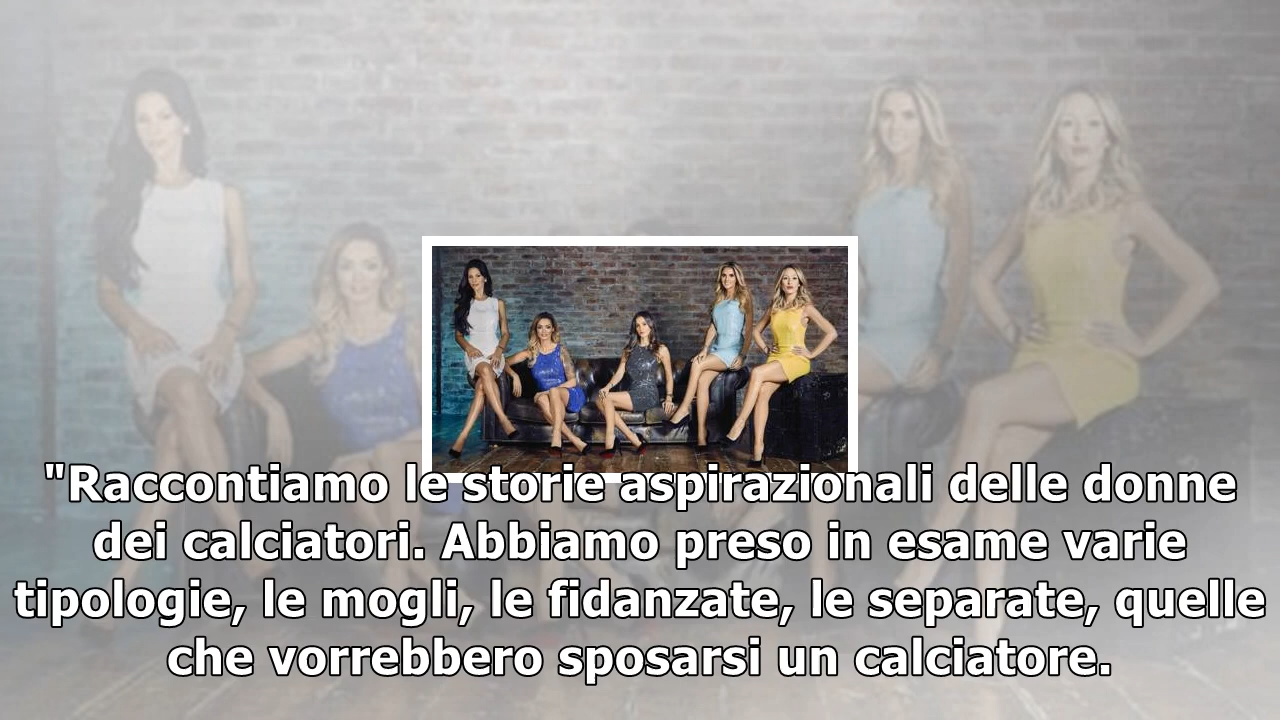 "Raccontiamo le storie aspirazionali delle donne
dei calciatori. Abbiamo preso in esame varie
tipologie, le mogli, le fidanzate, le separate, quelle
che vorrebbero sposarsi un calciatore.